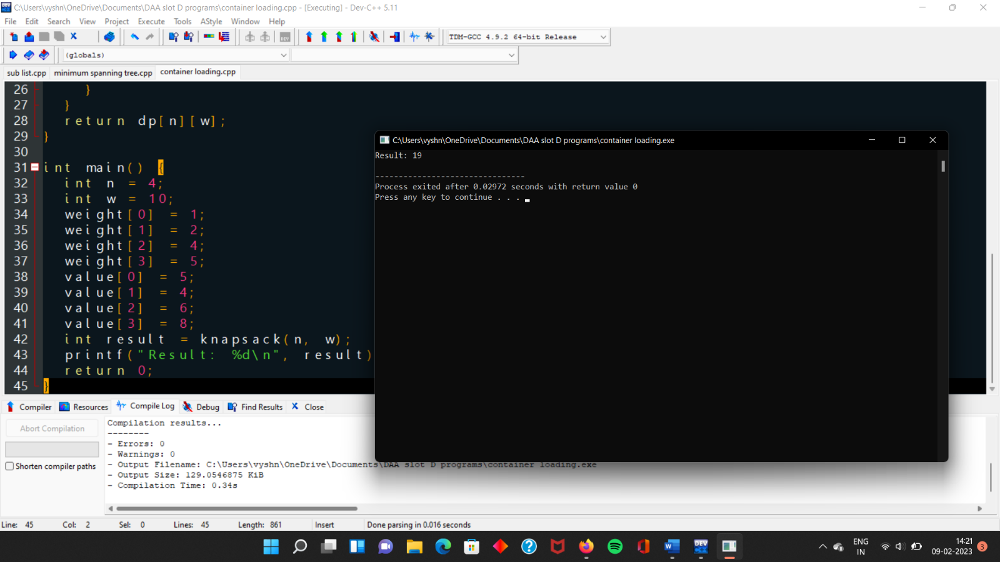 C:\Users\vyshn\OneDrive\Documents\DAA slot D programs\container loading.cpp - [Executing] - Dev-C++ 5.11
File Edit Search View Project Execute Tools AStyle Window Help
TDM-GCC 4.9.2 64-bit Release
(globals)
sub list.cpp minimum spanning tree.cpp container loading.cpp
26 }
27 }
28 return dp[n][w];
29 }
30
31 int main() {
32 int n = 4;
33 int w = 10;
34 weight[0] = 1;
35 weight[1] = 2;
36 weight[2] = 4;
37 weight[3] = 5;
38 value[0] = 5;
39 value[1] = 4;
40 value[2] = 6;
41 value[3] = 8;
42 int result = knapsack(n, w);
43 printf("Result: %d\n", result)
44 return 0;
45 }
C:\Users\vyshn\OneDrive\Documents\DAA slot D programs\container loading.exe
Result: 19
--------------------------------
Process exited after 0.02972 seconds with return value 0
Press any key to continue . . .
Compiler Resources Compile Log Debug Find Results Close
Abort Compilation
Shorten compiler paths
Compilation results...
--------
- Errors: 0
- Warnings: 0
- Output Filename: C:\Users\vyshn\OneDrive\Documents\DAA slot D programs\container loading.exe
- Output Size: 129.0546875 KiB
- Compilation Time: 0.34s
Line: 45 Col: 2 Sel: 0 Lines: 45 Length: 861 Insert Done parsing in 0.016 seconds
ENG
IN
14:21
09-02-2023
3